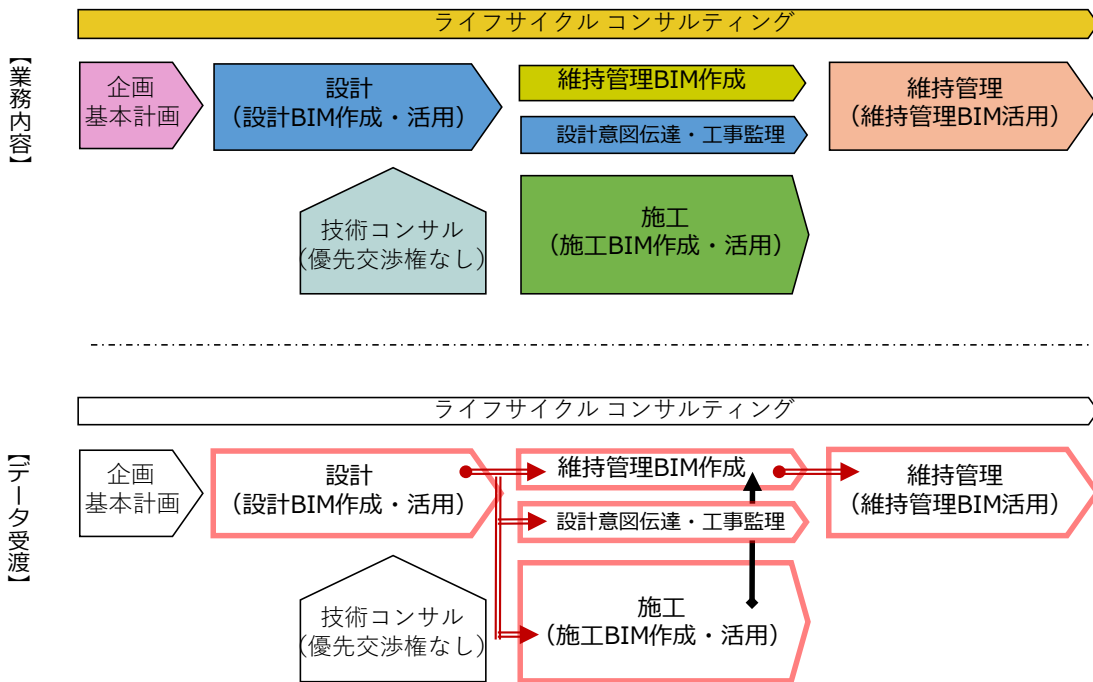 ライフサイクル コンサルティング
【業務内容】
企画
基本計画
設計
(設計BIM作成・活用)
維持管理BIM作成
設計意図伝達・工事監理
維持管理
(維持管理BIM活用)
技術コンサル
(優先交渉権なし)
施工
(施工BIM作成・活用)
ライフサイクル コンサルティング
【データ受渡】
企画
基本計画
設計
(設計BIM作成・活用)
維持管理BIM作成
設計意図伝達・工事監理
維持管理
(維持管理BIM活用)
技術コンサル
(優先交渉権なし)
施工
(施工BIM作成・活用)